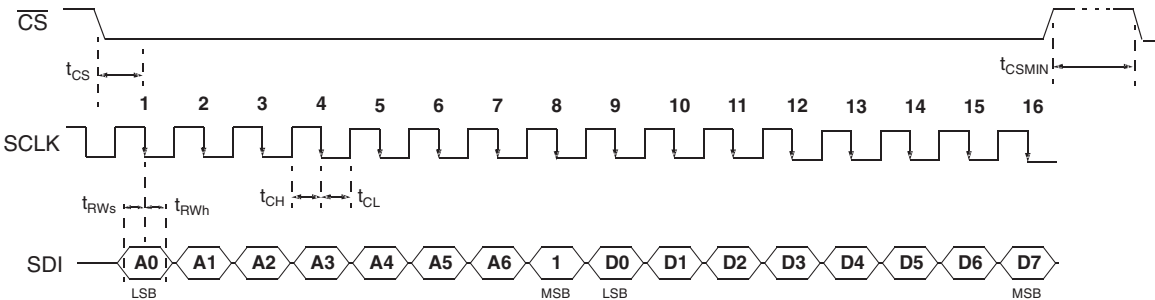 CS
tCS
tCSMIN
1 2 3 4 5 6 7 8 9 10 11 12 13 14 15 16
SCLK
tRWs tRWh tCH tCL
SDI A0 A1 A2 A3 A4 A5 A6 1 D0 D1 D2 D3 D4 D5 D6 D7
LSB MSB LSB MSB